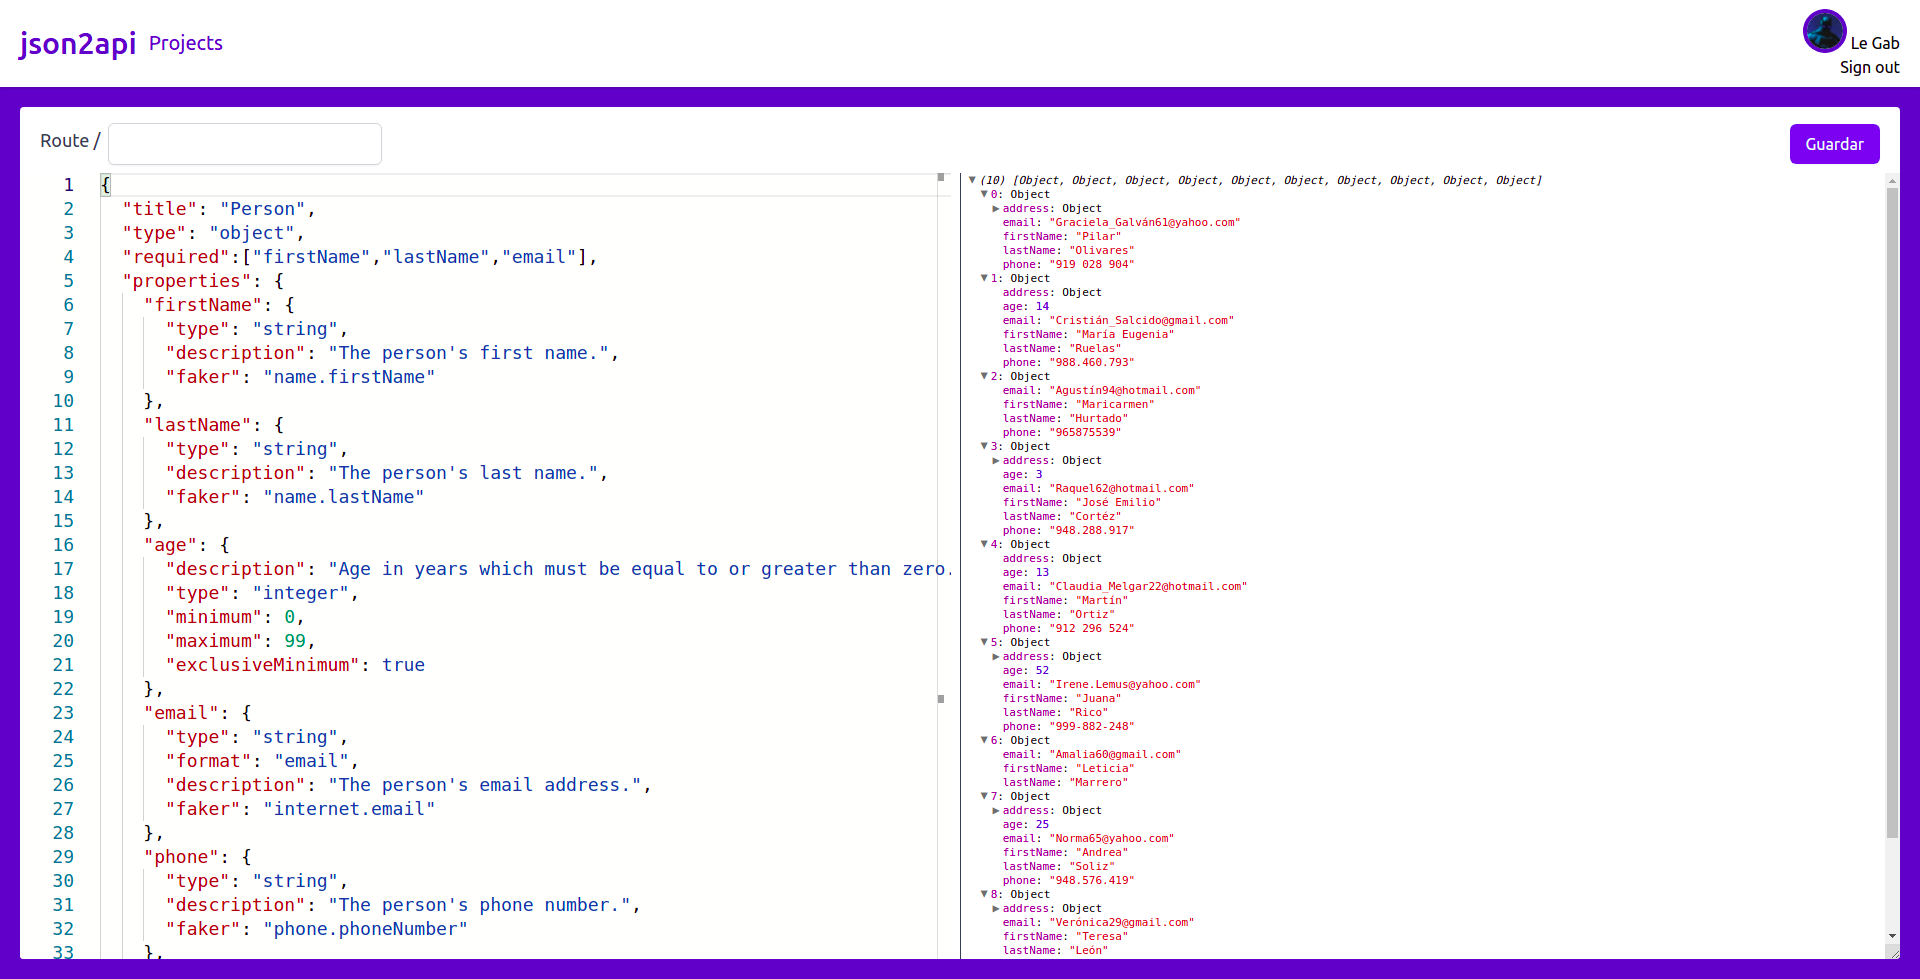 json2api Projects
Le Gab
Sign out
Route /
Guardar
1 {
2 "title": "Person",
3 "type": "object",
4 "required":["firstName","lastName","email"],
5 "properties": {
6 "firstName": {
7 "type": "string",
8 "description": "The person's first name.",
9 "faker": "name.firstName"
10 },
11 "lastName": {
12 "type": "string",
13 "description": "The person's last name.",
14 "faker": "name.lastName"
15 },
16 "age": {
17 "description": "Age in years which must be equal to or greater than zero.
18 "type": "integer",
19 "minimum": 0,
20 "maximum": 99,
21 "exclusiveMinimum": true
22 },
23 "email": {
24 "type": "string",
25 "format": "email",
26 "description": "The person's email address.",
27 "faker": "internet.email"
28 },
29 "phone": {
30 "type": "string",
31 "description": "The person's phone number.",
32 "faker": "phone.phoneNumber"
33 },
▼ (10) [Object, Object, Object, Object, Object, Object, Object, Object, Object, Object]
▼ 0: Object
▶ address: Object
email: "Graciela_Galván61@yahoo.com"
firstName: "Pilar"
lastName: "Olivares"
phone: "919 028 904"
▼ 1: Object
address: Object
age: 14
email: "Cristián_Salcido@gmail.com"
firstName: "María Eugenia"
lastName: "Ruelas"
phone: "988.460.793"
▼ 2: Object
email: "Agustín94@hotmail.com"
firstName: "Maricarmen"
lastName: "Hurtado"
phone: "965875539"
▼ 3: Object
▶ address: Object
age: 3
email: "Raquel62@hotmail.com"
firstName: "José Emilio"
lastName: "Cortéz"
phone: "948.288.917"
▼ 4: Object
address: Object
age: 13
email: "Claudia_Melgar22@hotmail.com"
firstName: "Martín"
lastName: "Ortiz"
phone: "912 296 524"
▼ 5: Object
▶ address: Object
age: 52
email: "Irene.Lemus@yahoo.com"
firstName: "Juana"
lastName: "Rico"
phone: "999-882-248"
▼ 6: Object
email: "Amalia60@gmail.com"
firstName: "Leticia"
lastName: "Marrero"
▼ 7: Object
▶ address: Object
age: 25
email: "Norma65@yahoo.com"
firstName: "Andrea"
lastName: "Soliz"
phone: "948.576.419"
▼ 8: Object
▶ address: Object
email: "Verónica29@gmail.com"
firstName: "Teresa"
lastName: "León"